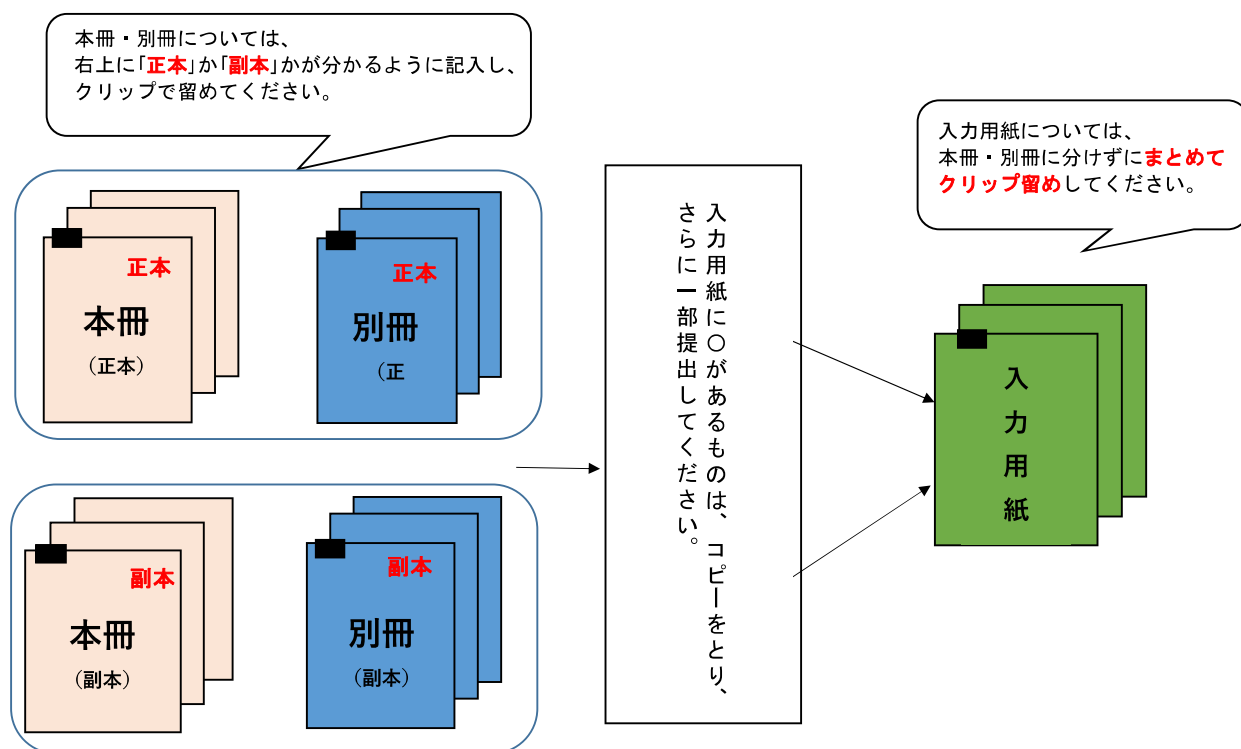 本冊・別冊については、
右上に「正本」か「副本」かが分かるように記入し、
クリップで留めてください。
入力用紙については、
本冊・別冊に分けずにまとめて
クリップ留めしてください。
正本
本冊
（正本）
正本
別冊
（正
入力用紙に○があるものは、コピーをとり、
さらに一部提出してください。
入力用紙
副本
本冊
（副本）
副本
別冊
（副本）